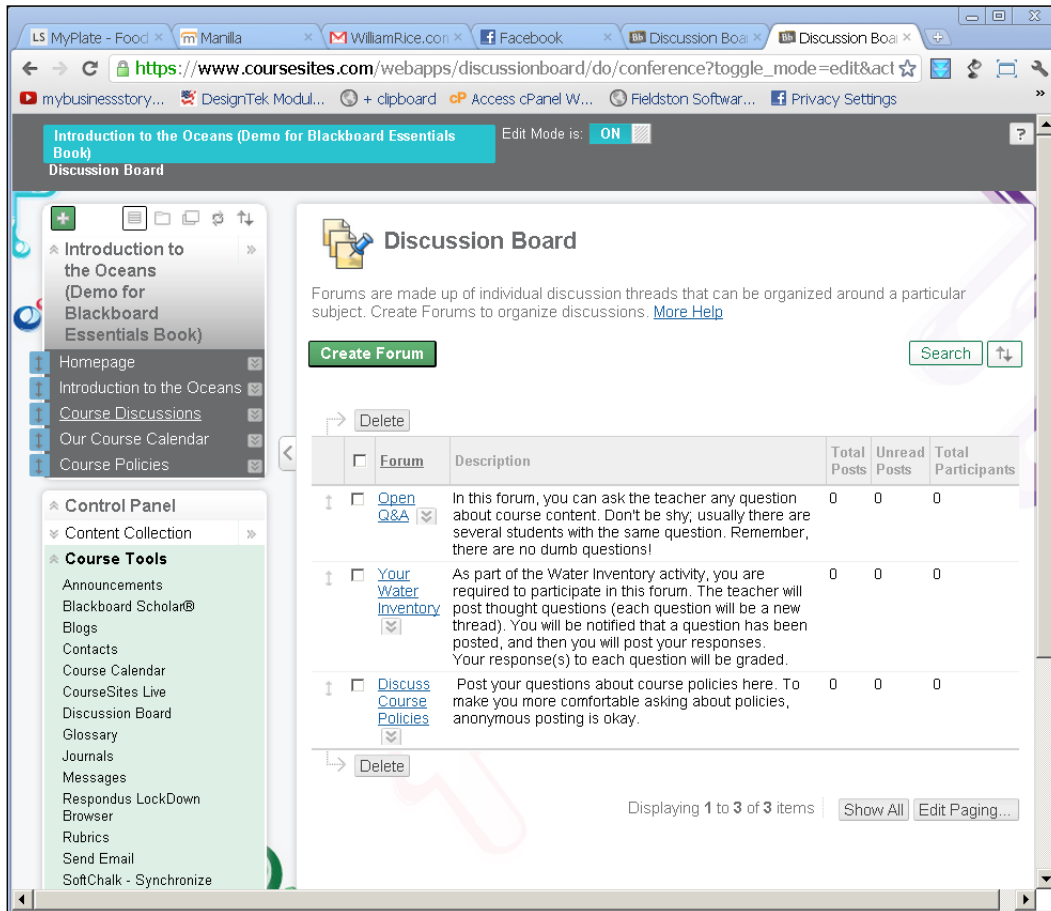 LS MyPlate - Food
Manilla
WilliamRice.con
Facebook
Discussion Boa
Discussion Boa
https://www.coursesites.com/webapps/discussionboard/do/conference?toggle_mode=edit&act
mybusinessstory...
DesignTek Modul...
+ clipboard
cP Access cPanel W...
Fieldston Softwar...
Privacy Settings
»
Introduction to the Oceans (Demo for Blackboard Essentials
Book)
Edit Mode is: ON
?
Discussion Board
Introduction to
the Oceans
(Demo for
Blackboard
Essentials Book)
Homepage
Introduction to the Oceans
Course Discussions
Our Course Calendar
Course Policies
Control Panel
Content Collection
Course Tools
Announcements
Blackboard Scholar®
Blogs
Contacts
Course Calendar
CourseSites Live
Discussion Board
Glossary
Journals
Messages
Respondus LockDown
Browser
Rubrics
Send Email
SoftChalk - Synchronize
Discussion Board
Forums are made up of individual discussion threads that can be organized around a particular
subject. Create Forums to organize discussions. More Help
Create Forum
Search
Delete
Forum Description Total Posts Unread Posts Total Participants
Open
Q&A
In this forum, you can ask the teacher any question
about course content. Don't be shy; usually there are
several students with the same question. Remember,
there are no dumb questions!
0 0 0
Your
Water
Inventory
As part of the Water Inventory activity, you are
required to participate in this forum. The teacher will
post thought questions (each question will be a new
thread). You will be notified that a question has been
posted, and then you will post your responses.
Your response(s) to each question will be graded.
0 0 0
Discuss
Course
Policies
Post your questions about course policies here. To
make you more comfortable asking about policies,
anonymous posting is okay.
0 0 0
Delete
Displaying 1 to 3 of 3 items
Show All
Edit Paging...